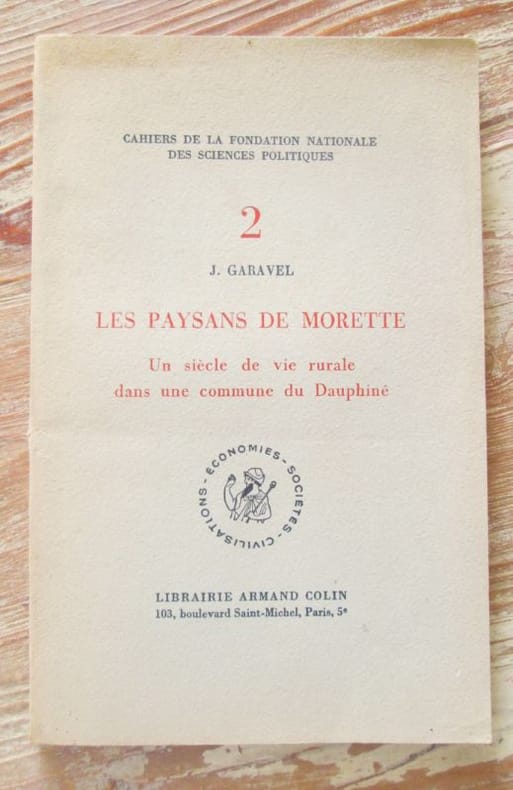 CAHIERS DE LA FONDATION NATIONALE
DES SCIENCES POLITIQUES
2
J. GARAVEL
LES PAYSANS DE MORETTE
Un siècle de vie rurale
dans une commune du Dauphiné
ÉCONOMIES - SOCIÉTÉS - CIVILISATIONS -
LIBRAIRIE ARMAND COLIN
103, boulevard Saint-Michel, Paris, 5e